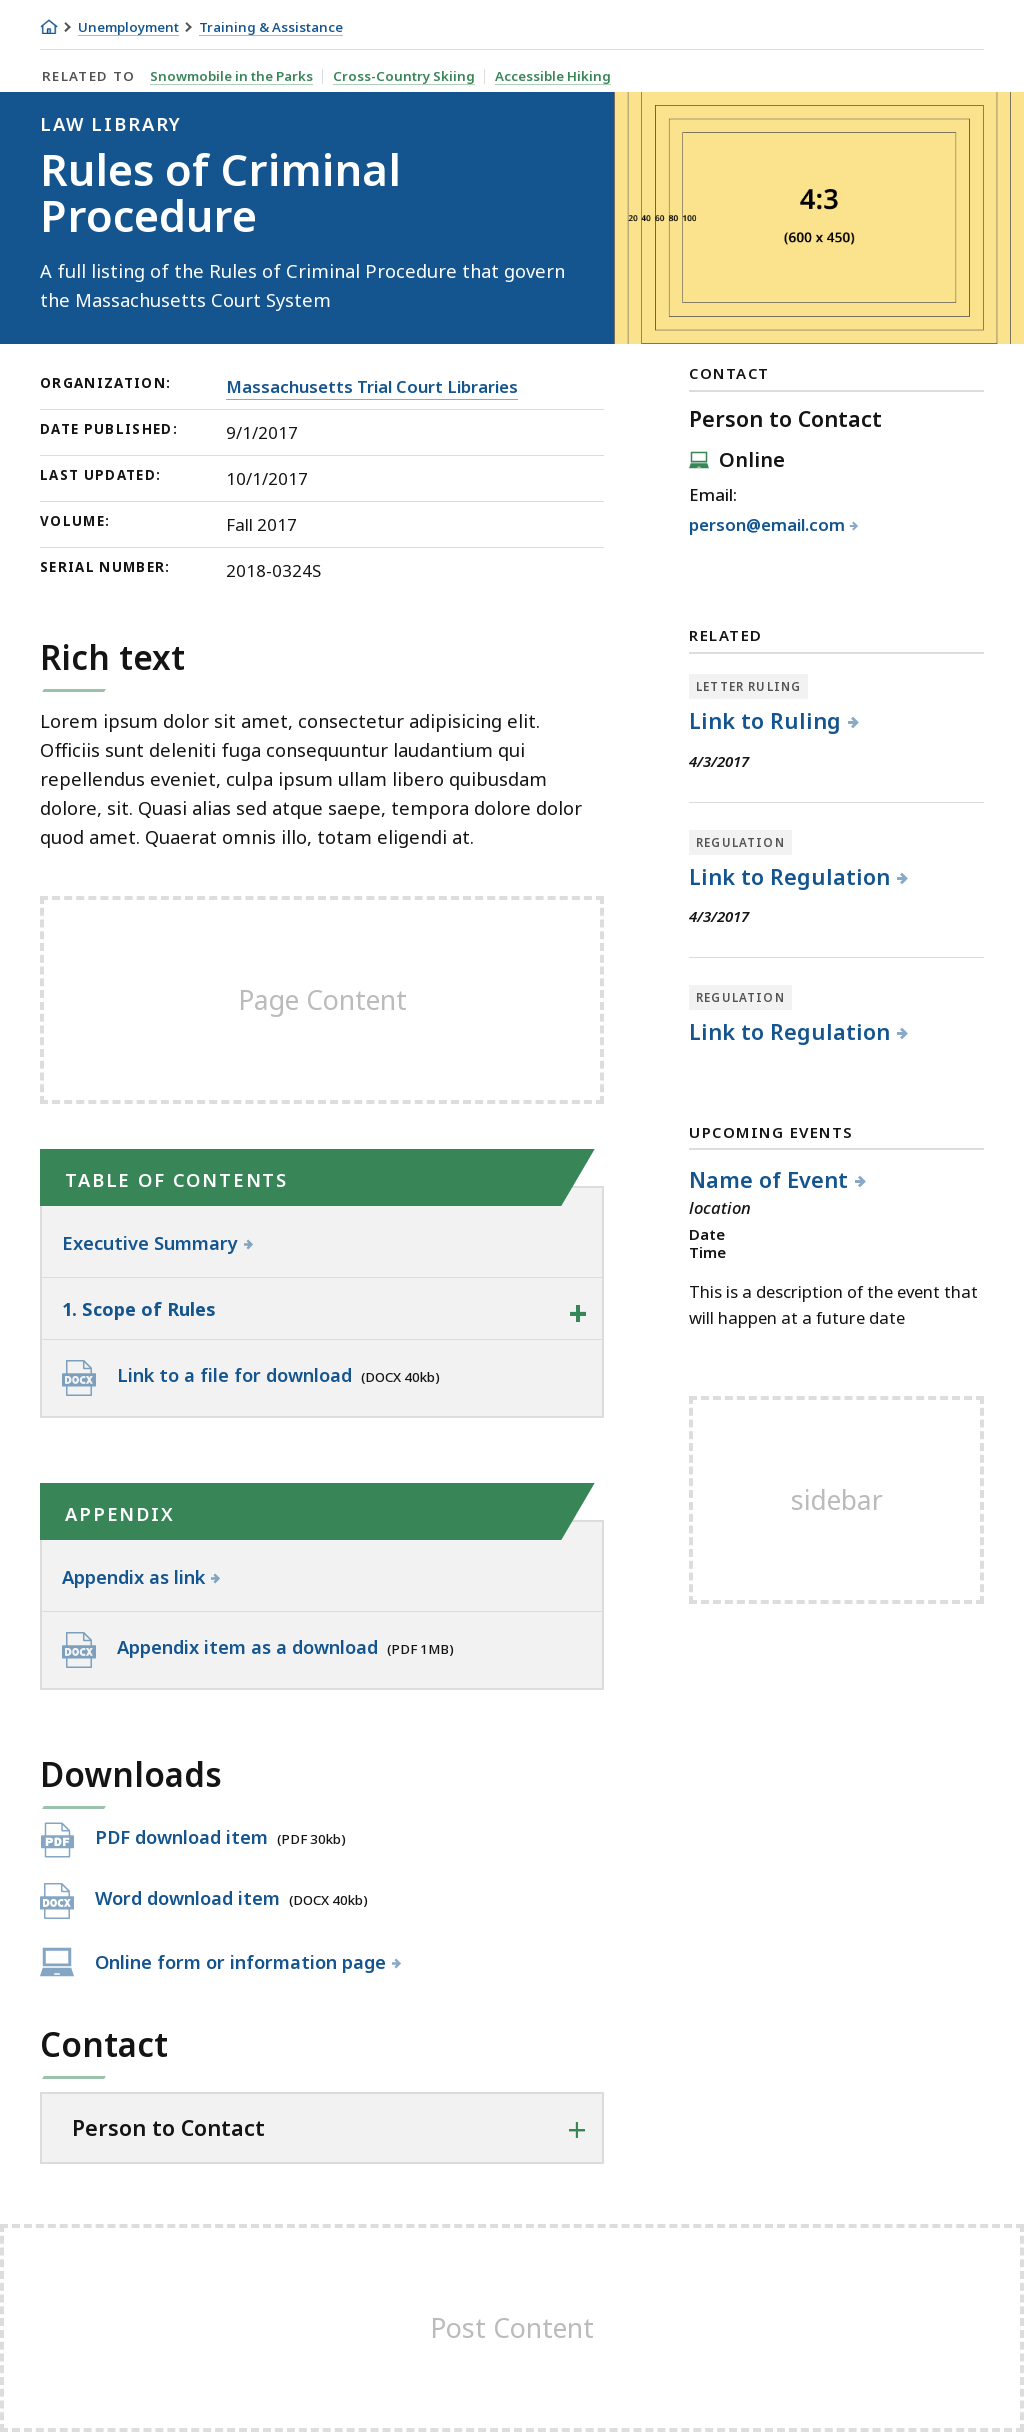 Unemployment Training & Assistance
RELATED TO Snowmobile in the Parks Cross-Country Skiing Accessible Hiking
LAW LIBRARY
Rules of Criminal
Procedure
A full listing of the Rules of Criminal Procedure that govern
the Massachusetts Court System
4:3
20 40 60 80 100
(600 x 450)
ORGANIZATION: Massachusetts Trial Court Libraries
DATE PUBLISHED: 9/1/2017
LAST UPDATED: 10/1/2017
VOLUME: Fall 2017
SERIAL NUMBER: 2018-0324S
Rich text
Lorem ipsum dolor sit amet, consectetur adipisicing elit.
Officiis sunt deleniti fuga consequuntur laudantium qui
repellendus eveniet, culpa ipsum ullam libero quibusdam
dolore, sit. Quasi alias sed atque saepe, tempora dolore dolor
quod amet. Quaerat omnis illo, totam eligendi at.
Page Content
TABLE OF CONTENTS
Executive Summary
1. Scope of Rules
DOCX Link to a file for download (DOCX 40kb)
APPENDIX
Appendix as link
DOCX Appendix item as a download (PDF 1MB)
Downloads
PDF PDF download item (PDF 30kb)
DOCX Word download item (DOCX 40kb)
Online form or information page
Contact
Person to Contact
CONTACT
Person to Contact
Online
Email:
person@email.com
RELATED
LETTER RULING
Link to Ruling
4/3/2017
REGULATION
Link to Regulation
4/3/2017
REGULATION
Link to Regulation
UPCOMING EVENTS
Name of Event
location
Date
Time
This is a description of the event that
will happen at a future date
sidebar
Post Content